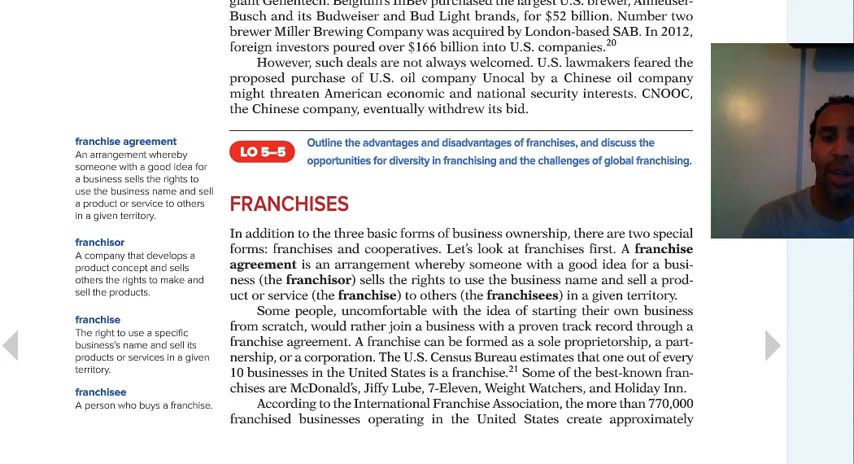 giant Genentech. Belgium's InBev purchased the largest U.S. brewer, Anheuser-
Busch and its Budweiser and Bud Light brands, for $52 billion. Number two
brewer Miller Brewing Company was acquired by London-based SAB. In 2012,
foreign investors poured over $166 billion into U.S. companies.20
However, such deals are not always welcomed. U.S. lawmakers feared the
proposed purchase of U.S. oil company Unocal by a Chinese oil company
might threaten American economic and national security interests. CNOOC,
the Chinese company, eventually withdrew its bid.
LO 5–5
Outline the advantages and disadvantages of franchises, and discuss the
opportunities for diversity in franchising and the challenges of global franchising.
franchise agreement
An arrangement whereby
someone with a good idea for
a business sells the rights to
use the business name and sell
a product or service to others
in a given territory.
franchisor
A company that develops a
product concept and sells
others the rights to make and
sell the products.
franchise
The right to use a specific
business's name and sell its
products or services in a given
territory.
franchisee
A person who buys a franchise.
FRANCHISES
In addition to the three basic forms of business ownership, there are two special
forms: franchises and cooperatives. Let's look at franchises first. A franchise
agreement is an arrangement whereby someone with a good idea for a busi-
ness (the franchisor) sells the rights to use the business name and sell a prod-
uct or service (the franchise) to others (the franchisees) in a given territory.
Some people, uncomfortable with the idea of starting their own business
from scratch, would rather join a business with a proven track record through a
franchise agreement. A franchise can be formed as a sole proprietorship, a part-
nership, or a corporation. The U.S. Census Bureau estimates that one out of every
10 businesses in the United States is a franchise.21 Some of the best-known fran-
chises are McDonald's, Jiffy Lube, 7-Eleven, Weight Watchers, and Holiday Inn.
According to the International Franchise Association, the more than 770,000
franchised businesses operating in the United States create approximately